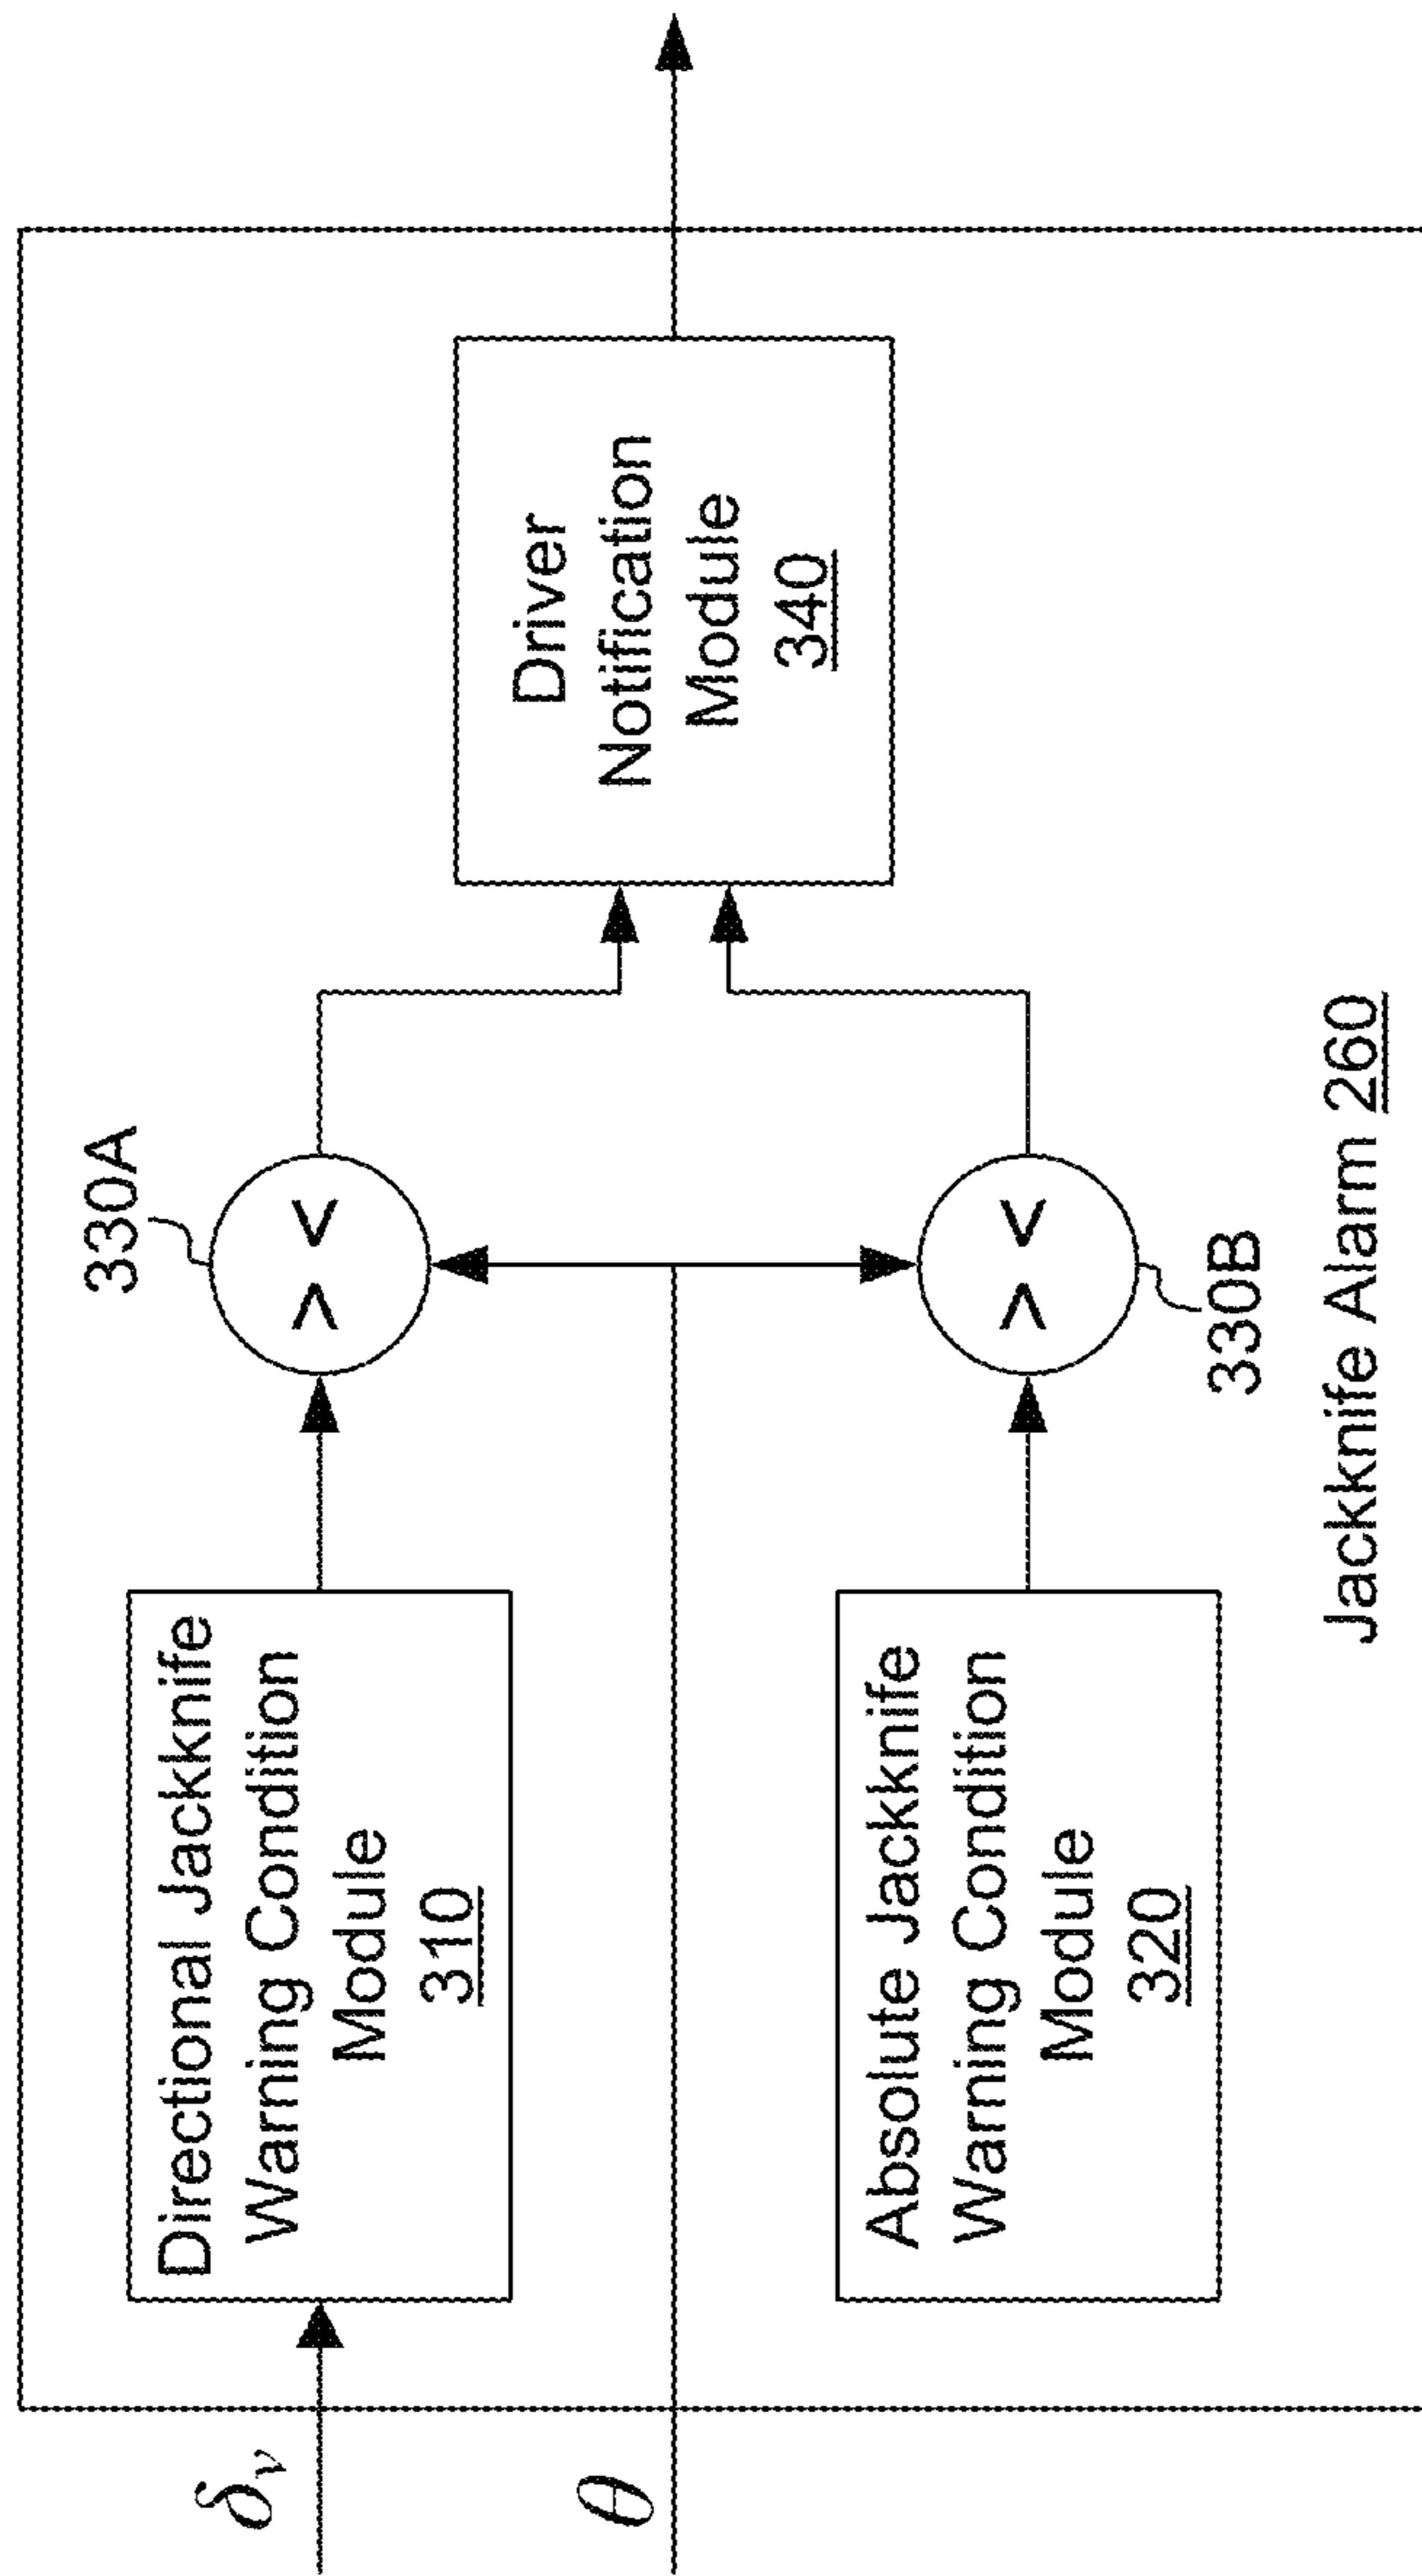 δv
θ
Directional Jackknife
Warning Condition
Module
310
Absolute Jackknife
Warning Condition
Module
320
330A
> <
> <
330B
Driver
Notification
Module
340
Jackknife Alarm 260